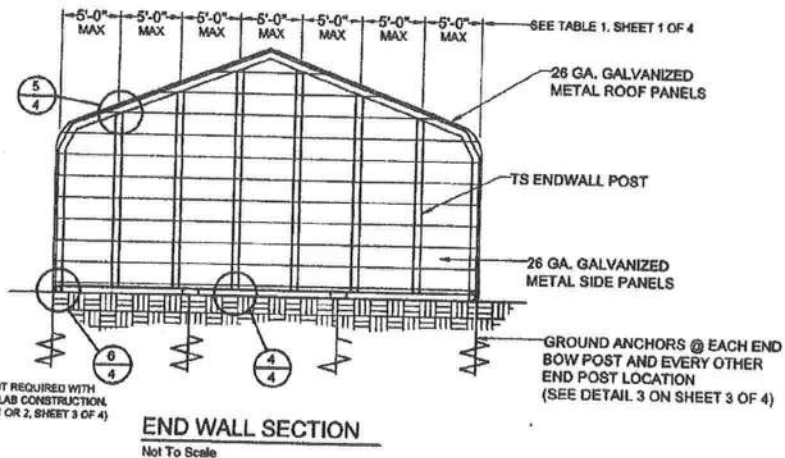 5'-0" 5'-0" 5'-0" 5'-0" 5'-0" 5'-0" 5'-0"
MAX MAX MAX MAX MAX MAX MAX
SEE TABLE 1. SHEET 1 OF 4
26 GA. GALVANIZED
METAL ROOF PANELS
5
4
TS ENDWALL POST
26 GA. GALVANIZED
METAL SIDE PANELS
6
4
4
4
GROUND ANCHORS @ EACH END
BOW POST AND EVERY OTHER
END POST LOCATION
(SEE DETAIL 3 ON SHEET 3 OF 4)
REQUIRED WITH
CONSTRUCTION.
OR 2, SHEET 3 OF 4)
END WALL SECTION
Not To Scale